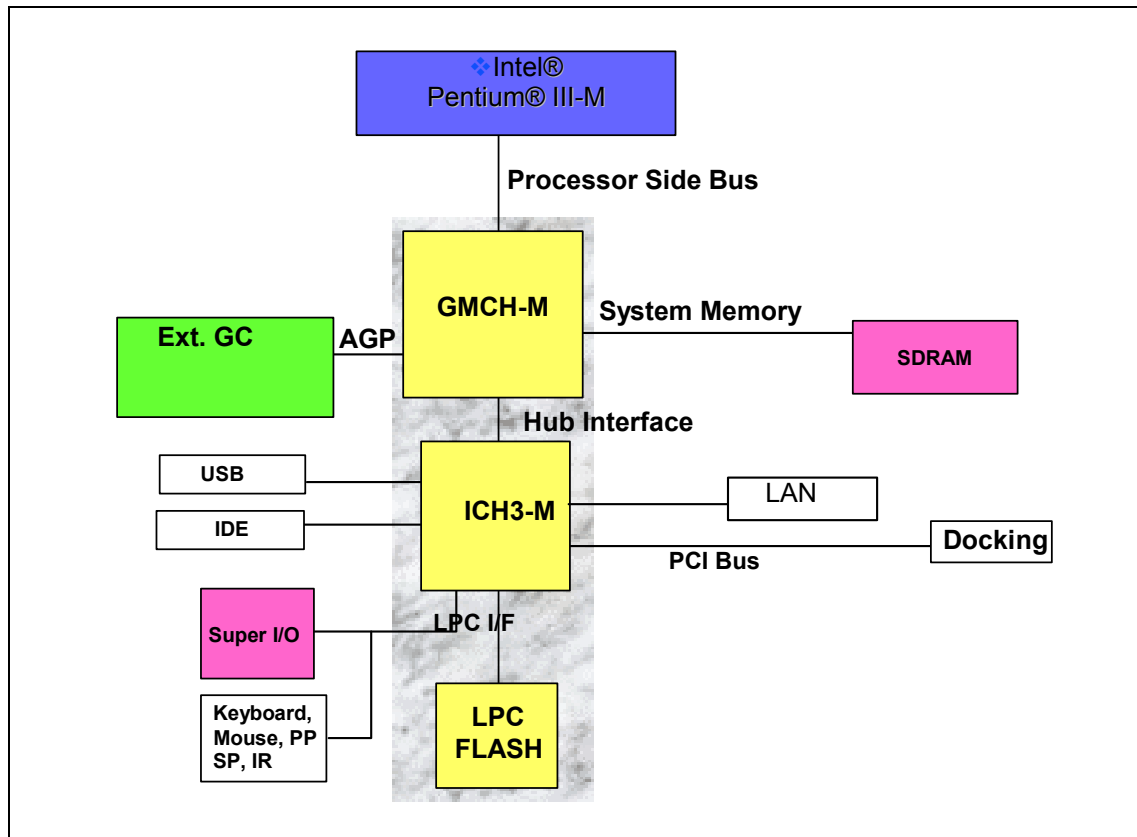 ❖Intel®
Pentium® III-M
Processor Side Bus
GMCH-M
System Memory
Ext. GC
AGP
SDRAM
Hub Interface
USB
ICH3-M
LAN
IDE
Docking
PCI Bus
LPC I/F
Super I/O
Keyboard,
Mouse, PP
SP, IR
LPC
FLASH